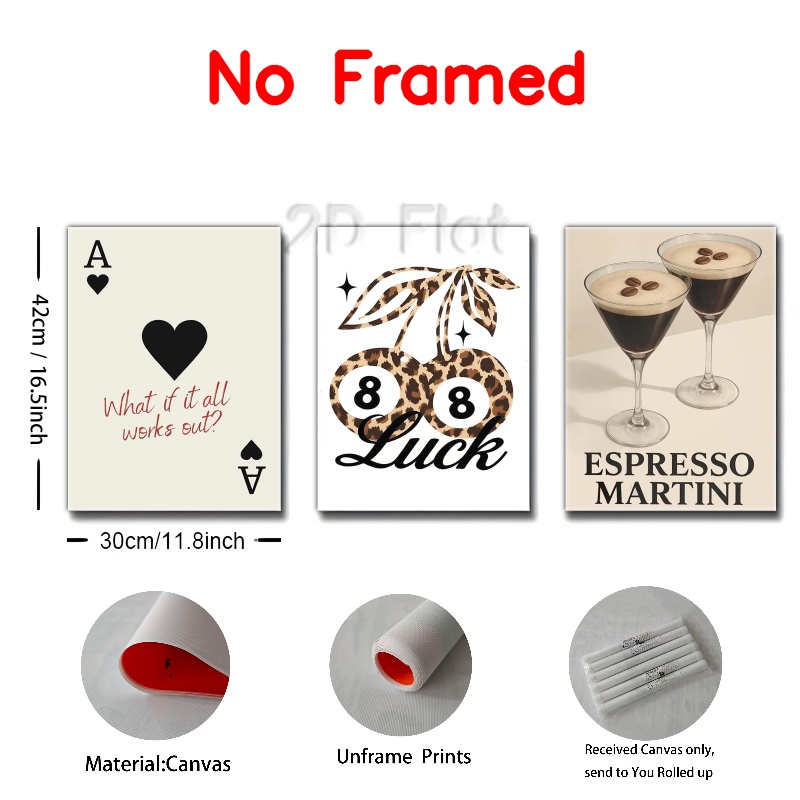 No Framed
2D Flat
A
What if it all
works out?
A
42cm / 16.5inch
30cm/11.8inch
8
8
Luck
ESPRESSO
MARTINI
Material:Canvas
Unframe Prints
Received Canvas only,
send to You Rolled up